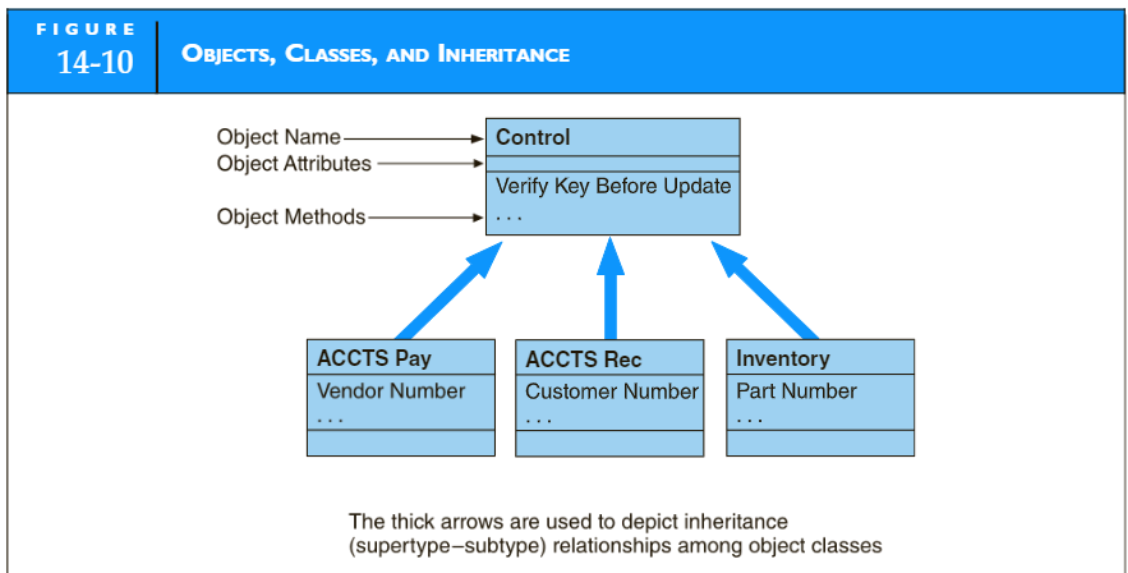 FIGURE
14-10
OBJECTS, CLASSES, AND INHERITANCE
Object Name
Object Attributes
Object Methods
Control
Verify Key Before Update
...
ACCTS Pay
Vendor Number
...
ACCTS Rec
Customer Number
...
Inventory
Part Number
...
The thick arrows are used to depict inheritance
(supertype–subtype) relationships among object classes